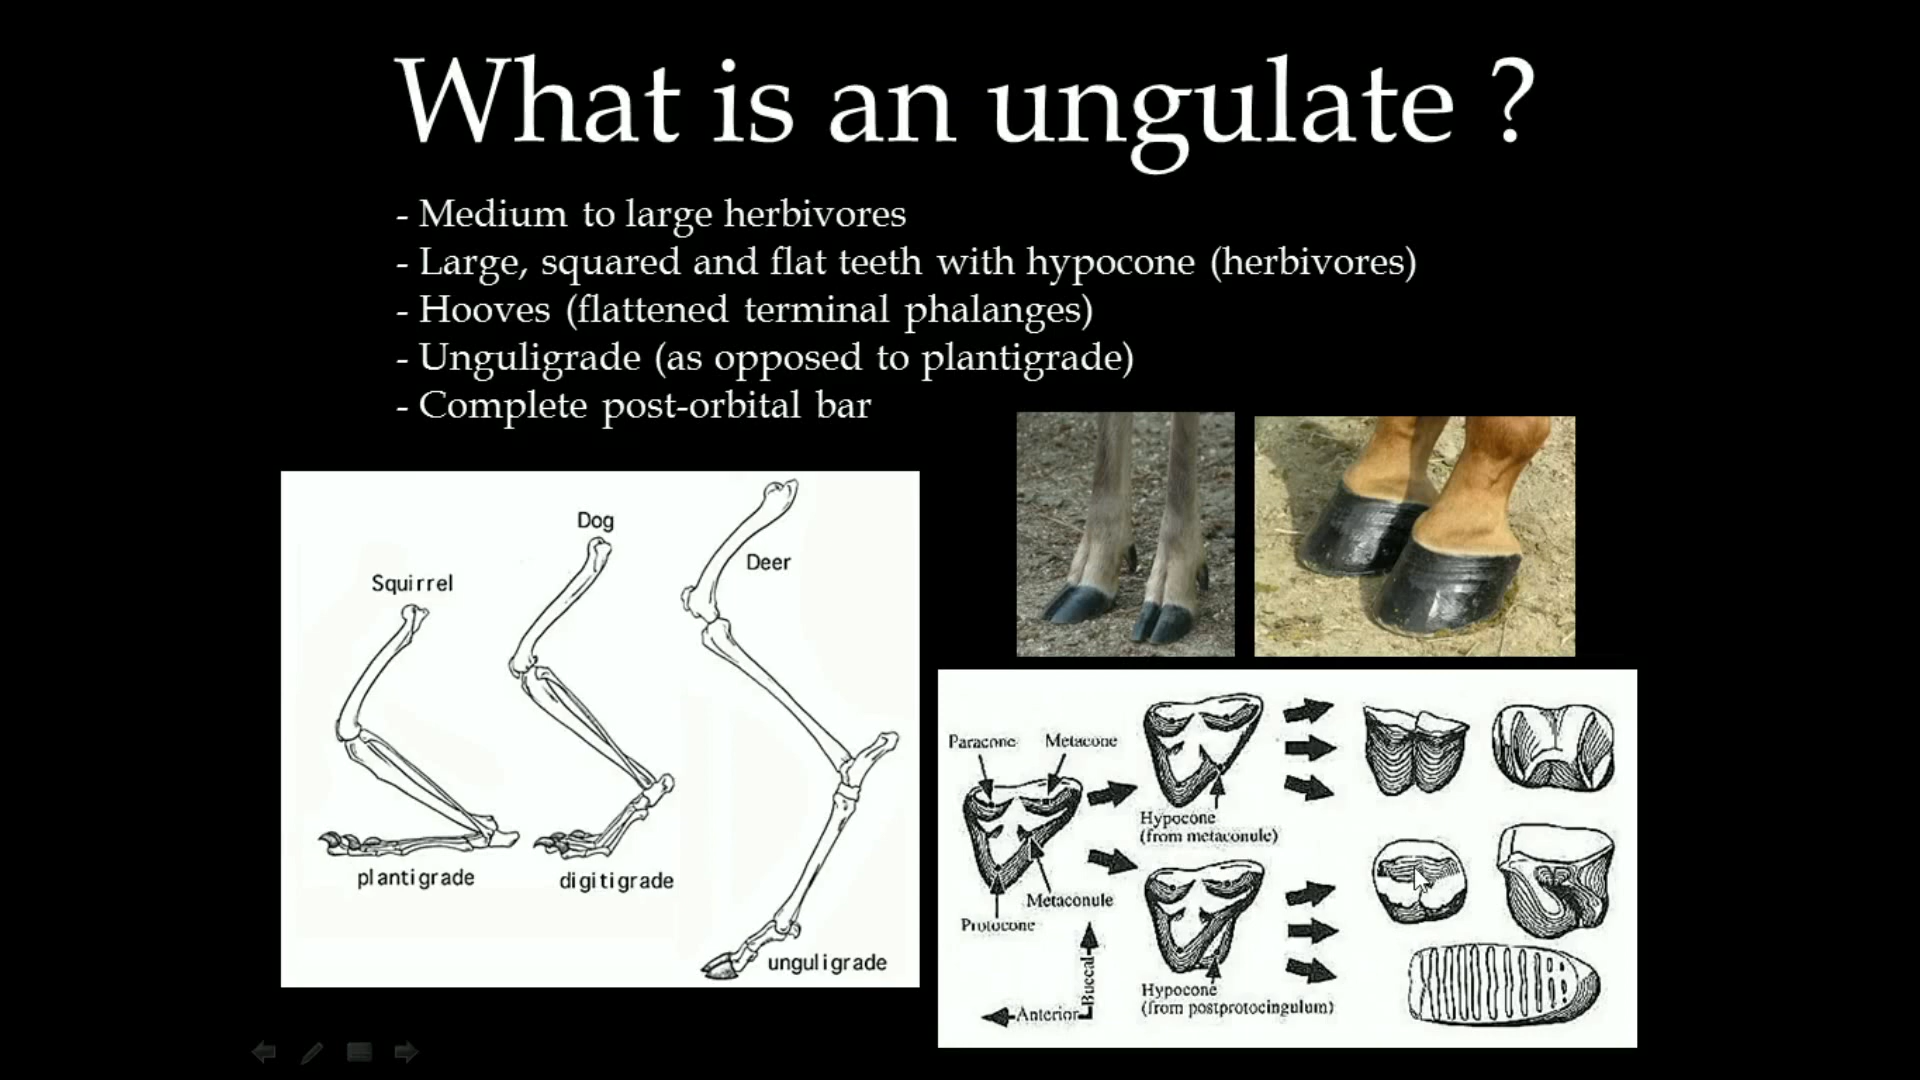 What is an ungulate ?
- Medium to large herbivores
- Large, squared and flat teeth with hypocone (herbivores)
- Hooves (flattened terminal phalanges)
- Unguligrade (as opposed to plantigrade)
- Complete post-orbital bar
Squirrel
Dog
Deer
plantigrade
digitigrade
unguligrade
Paracone
Metacone
Protocone
Metaconule
Hypocone
(from metaconule)
Hypocone
(from postprotocingulum)
Buccal
Anterior